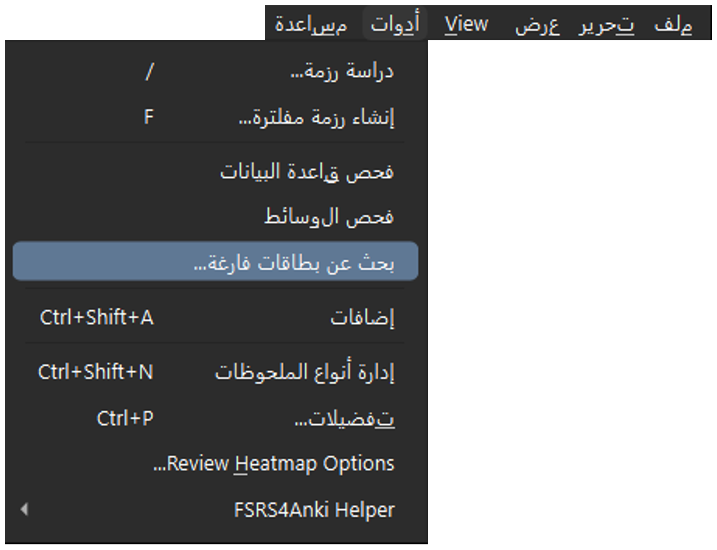 ملف تحرير عرض View أدوات مساعدة
دراسة رزمة... /
إنشاء رزمة مفلترة... F
فحص قاعدة البيانات
فحص الوسائط
بحث عن بطاقات فارغة...
إضافات Ctrl+Shift+A
إدارة أنواع الملحوظات Ctrl+Shift+N
تفضيلات... Ctrl+P
Review Heatmap Options...
FSRS4Anki Helper